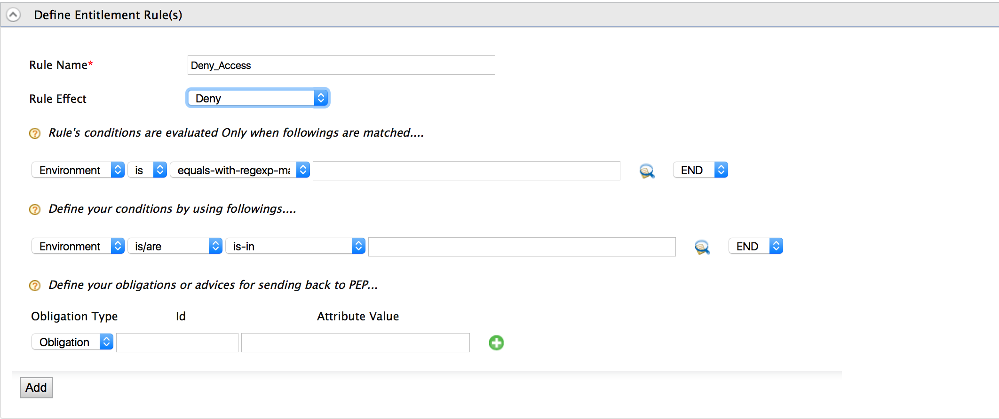 Define Entitlement Rule(s)
Rule Name* Deny_Access
Rule Effect Deny
Rule's conditions are evaluated Only when followings are matched....
Environment is equals-with-regexp-ma END
Define your conditions by using followings....
Environment is/are is-in END
Define your obligations or advices for sending back to PEP...
Obligation Type Id Attribute Value
Obligation
Add